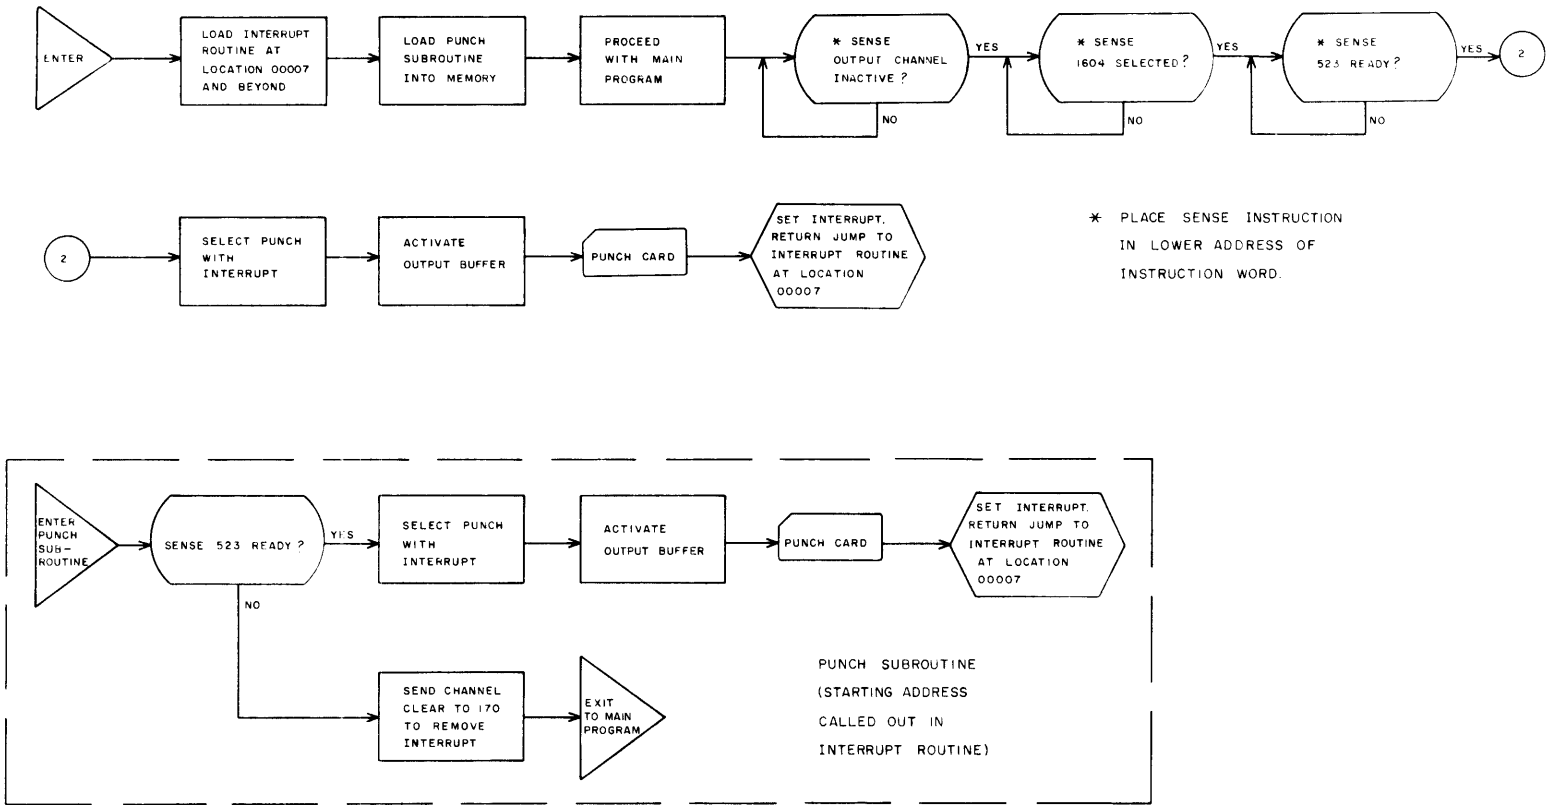 ENTER
LOAD INTERRUPT
ROUTINE AT
LOCATION 00007
AND BEYOND
LOAD PUNCH
SUBROUTINE
INTO MEMORY
PROCEED
WITH MAIN
PROGRAM
* SENSE
OUTPUT CHANNEL
INACTIVE?
YES
NO
* SENSE
1604 SELECTED?
YES
NO
* SENSE
523 READY?
YES
NO
2
2
SELECT PUNCH
WITH
INTERRUPT
ACTIVATE
OUTPUT BUFFER
PUNCH CARD
SET INTERRUPT.
RETURN JUMP TO
INTERRUPT ROUTINE
AT LOCATION
00007
* PLACE SENSE INSTRUCTION
IN LOWER ADDRESS OF
INSTRUCTION WORD.
ENTER
PUNCH
SUB-
ROUTINE
SENSE 523 READY?
YES
NO
SELECT PUNCH
WITH
INTERRUPT
ACTIVATE
OUTPUT BUFFER
PUNCH CARD
SET INTERRUPT.
RETURN JUMP TO
INTERRUPT ROUTINE
AT LOCATION
00007
SEND CHANNEL
CLEAR TO 170
TO REMOVE
INTERRUPT
EXIT
TO MAIN
PROGRAM
PUNCH SUBROUTINE
(STARTING ADDRESS
CALLED OUT IN
INTERRUPT ROUTINE)